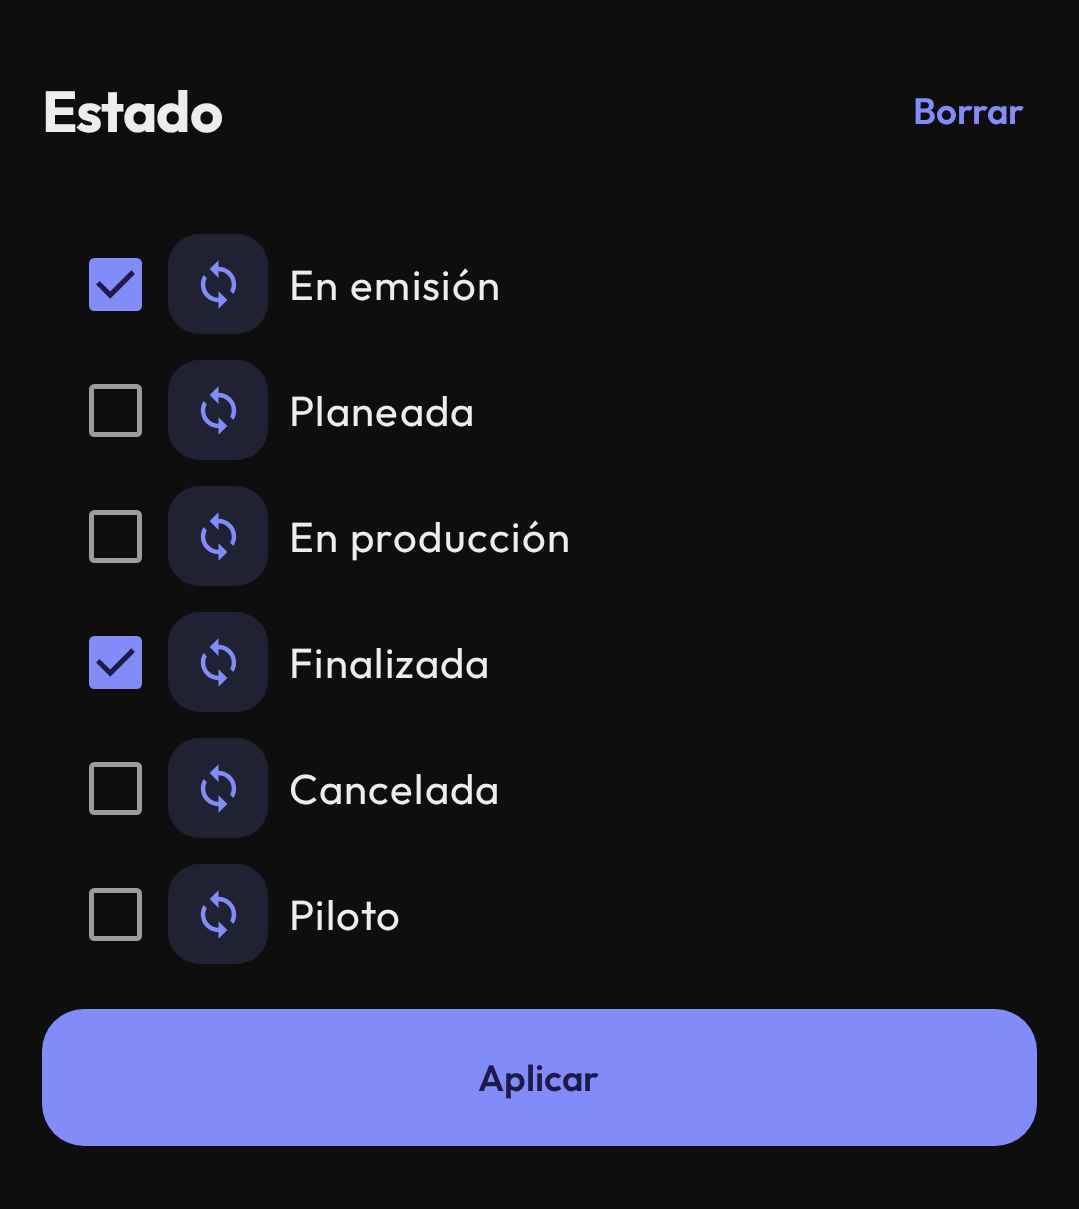 Estado
Borrar
En emisión
Planeada
En producción
Finalizada
Cancelada
Piloto
Aplicar